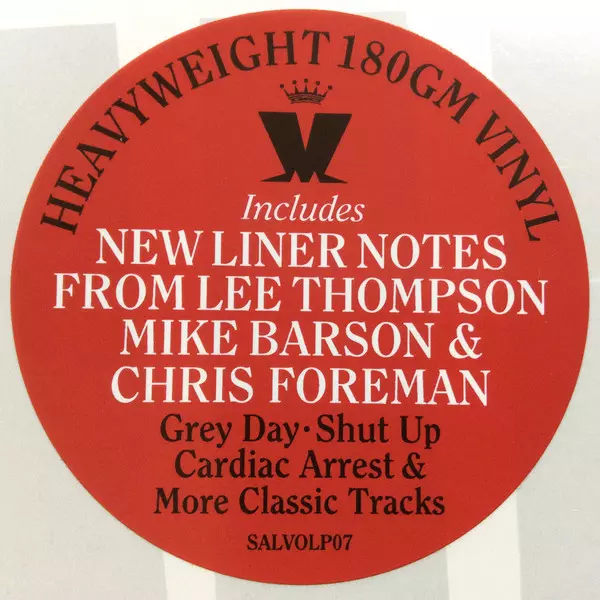 HEAVYWEIGHT 180GM VINYL
Includes
NEW LINER NOTES
FROM LEE THOMPSON
MIKE BARSON &
CHRIS FOREMAN
Grey Day · Shut Up
Cardiac Arrest &
More Classic Tracks
SALVOLP07